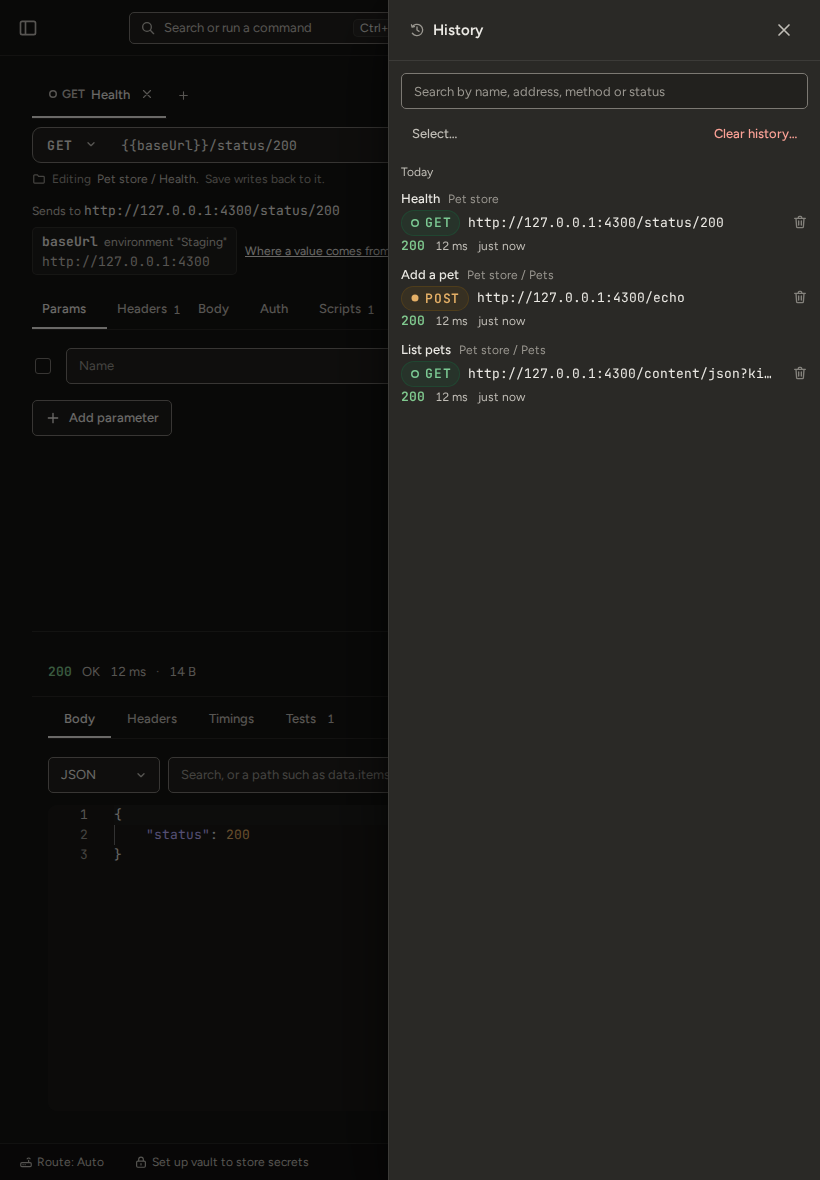 Search or run a command Ctrl+
GET Health
GET {{baseUrl}}/status/200
Editing Pet store / Health. Save writes back to it.
Sends to http://127.0.0.1:4300/status/200
baseUrl environment "Staging"
http://127.0.0.1:4300
Where a value comes from
Params Headers 1 Body Auth Scripts 1
Name
Add parameter
200 OK 12 ms · 14 B
Body Headers Timings Tests 1
JSON Search, or a path such as data.items
1 {
2 "status": 200
3 }
Route: Auto Set up vault to store secrets
History
Search by name, address, method or status
Select... Clear history...
Today
Health Pet store
GET http://127.0.0.1:4300/status/200
200 12 ms just now
Add a pet Pet store / Pets
POST http://127.0.0.1:4300/echo
200 12 ms just now
List pets Pet store / Pets
GET http://127.0.0.1:4300/content/json?ki…
200 12 ms just now